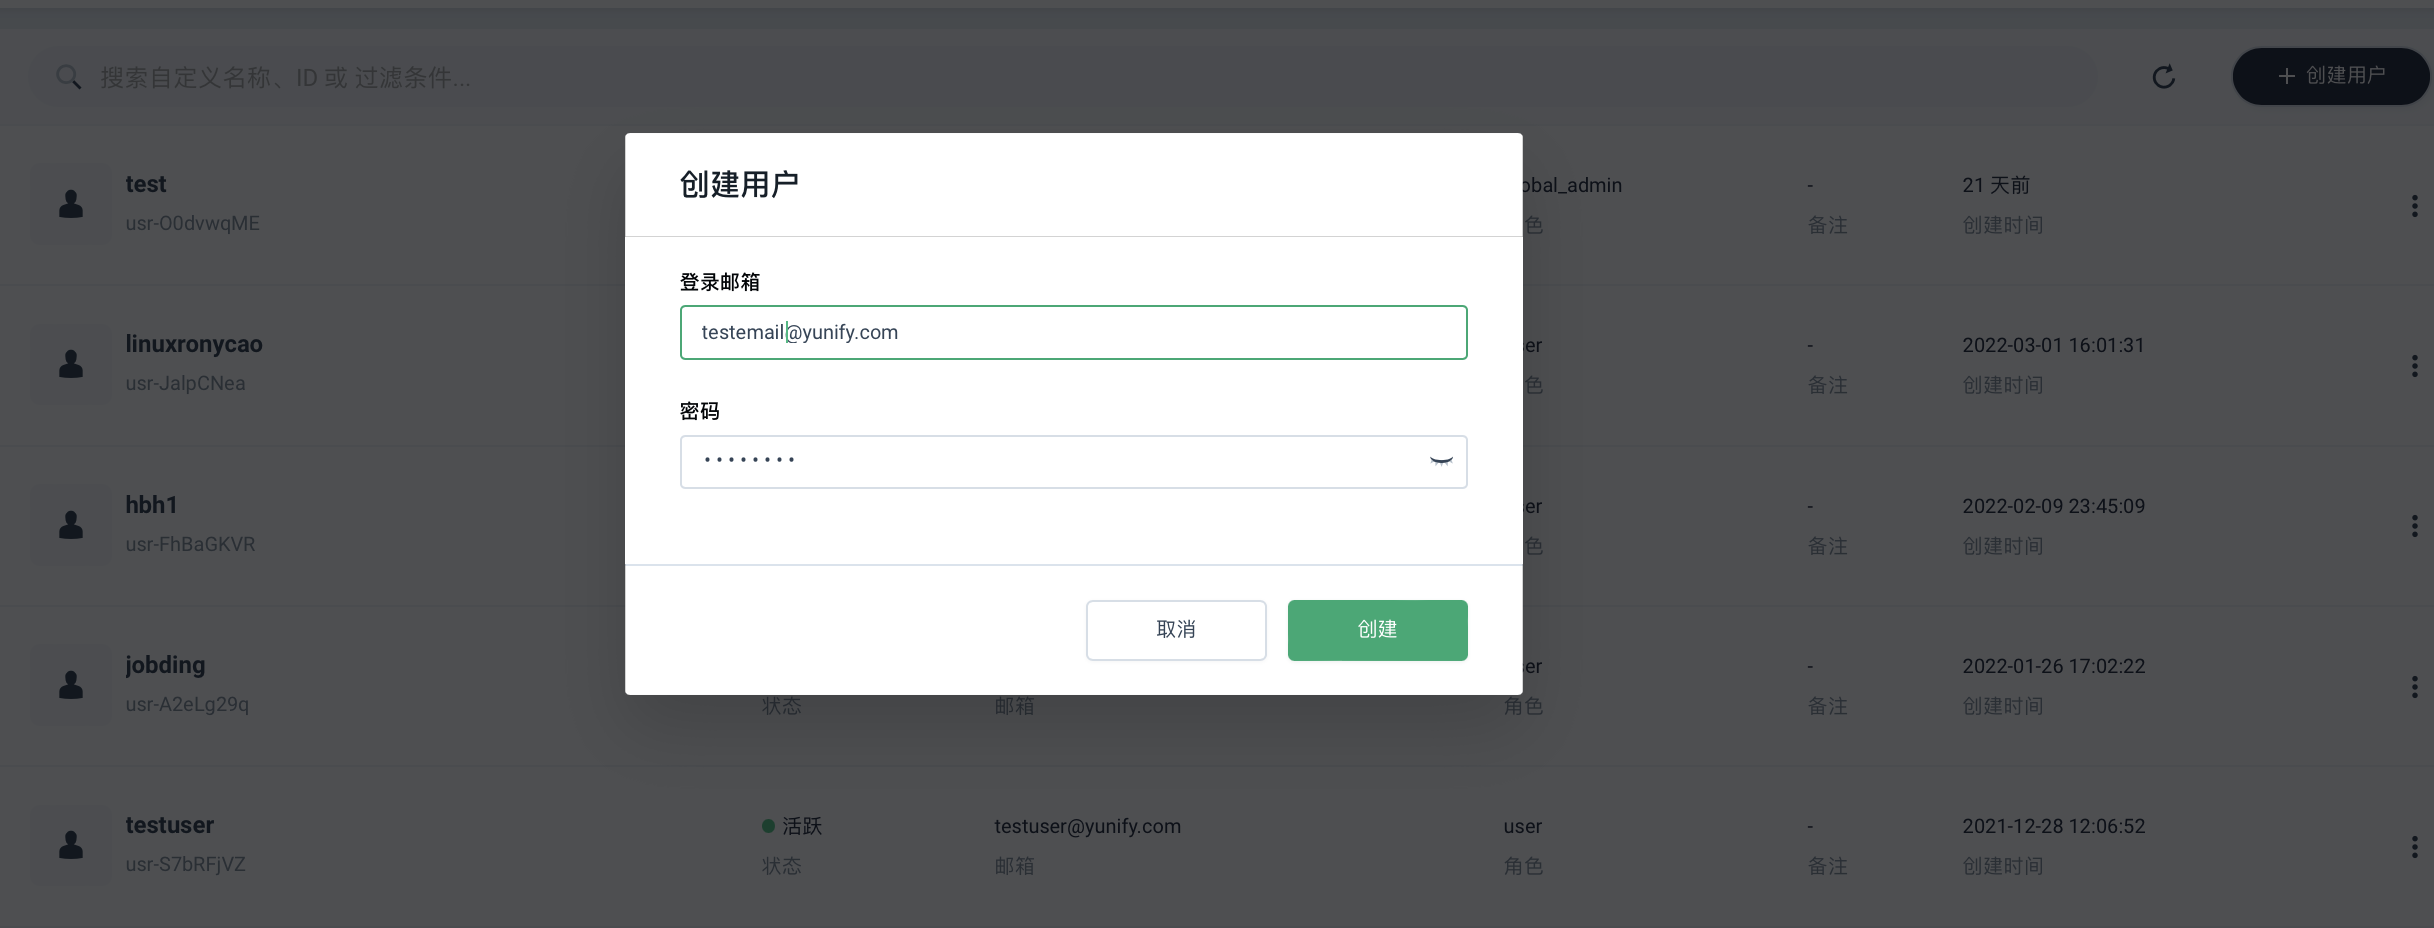 搜索自定义名称、ID 或 过滤条件...
创建用户
test
usr-O0dvwqME
obal_admin
色
-
备注
21 天前
创建时间
linuxronycao
usr-JalpCNea
er
色
-
备注
2022-03-01 16:01:31
创建时间
hbh1
usr-FhBaGKVR
er
色
-
备注
2022-02-09 23:45:09
创建时间
jobding
usr-A2eLg29q
状态
邮箱
er
角色
-
备注
2022-01-26 17:02:22
创建时间
testuser
usr-S7bRFjVZ
活跃
状态
testuser@yunify.com
邮箱
user
角色
-
备注
2021-12-28 12:06:52
创建时间
创建用户
登录邮箱
testemail@yunify.com
密码
••••••••
取消
创建